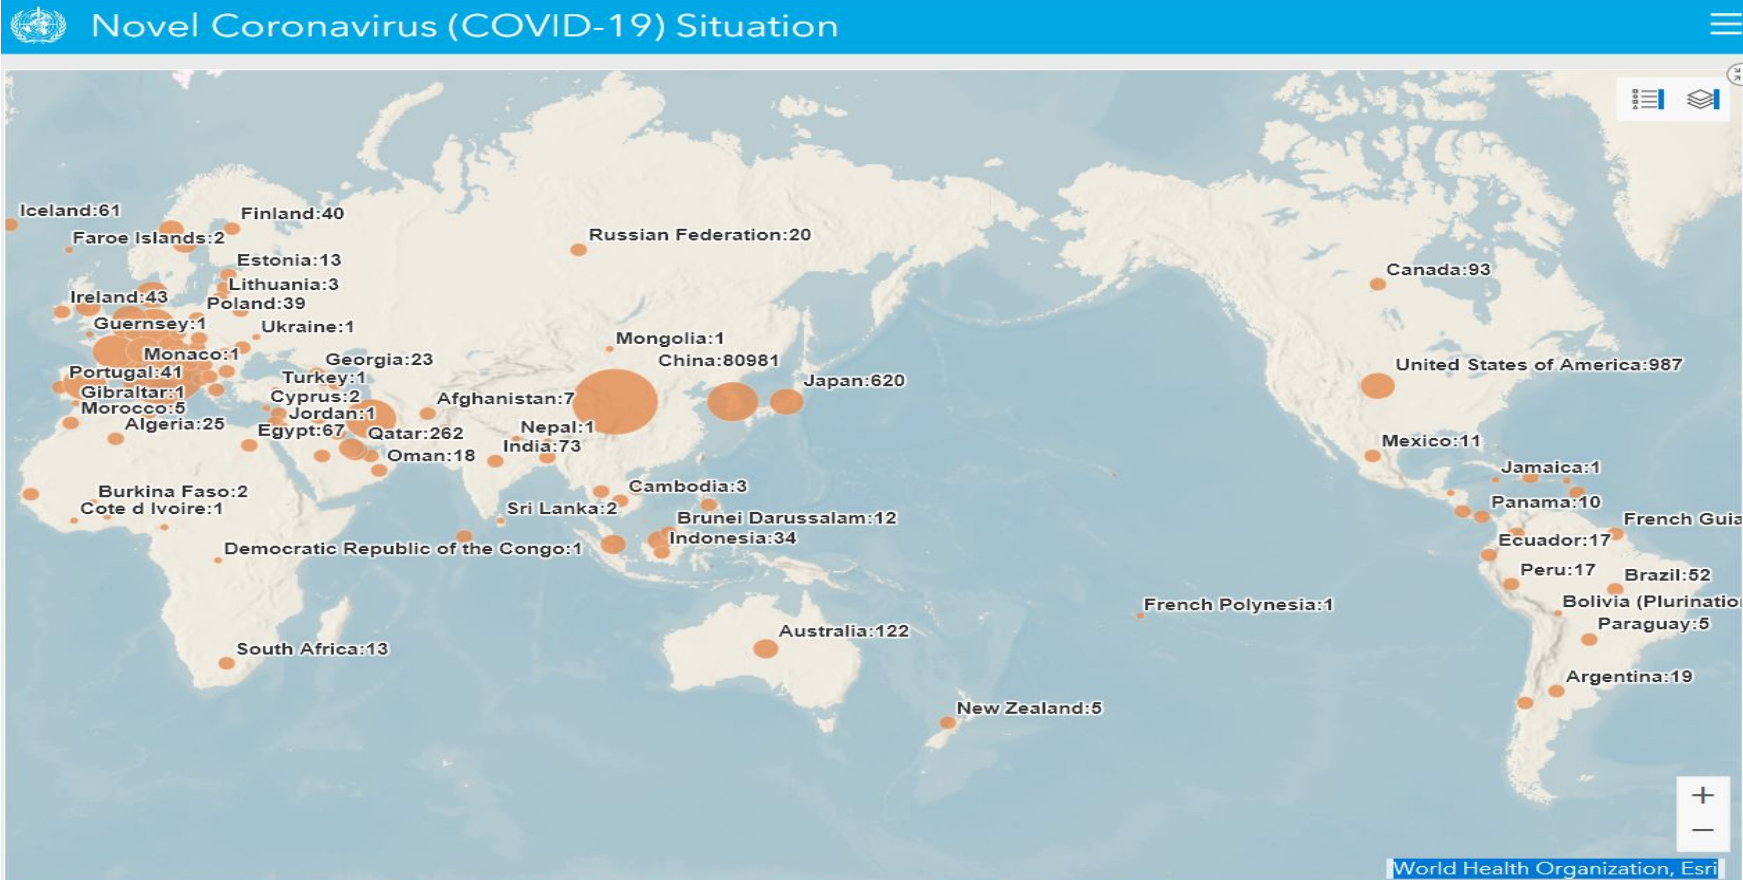 Novel Coronavirus (COVID-19) Situation
Iceland:61
Finland:40
Faroe Islands:2
Russian Federation:20
Estonia:13
Canada:93
Lithuania:3
Ireland:43
Poland:39
Guernsey:1
Ukraine:1
Mongolia:1
Monaco:1
Georgia:23
China:80981
United States of America:987
Portugal:41
Turkey:1
Japan:620
Gibraltar:1
Cyprus:2
Afghanistan:7
Morocco:5
Jordan:1
Algeria:25
Egypt:67
Qatar:262
Nepal:1
India:73
Mexico:11
Oman:18
Jamaica:1
Burkina Faso:2
Cambodia:3
Cote d Ivoire:1
Sri Lanka:2
Panama:10
Brunei Darussalam:12
French Guia
Indonesia:34
Ecuador:17
Democratic Republic of the Congo:1
Peru:17
Brazil:52
French Polynesia:1
Bolivia (Plurinatio
Paraguay:5
Australia:122
South Africa:13
Argentina:19
New Zealand:5
World Health Organization, Esri